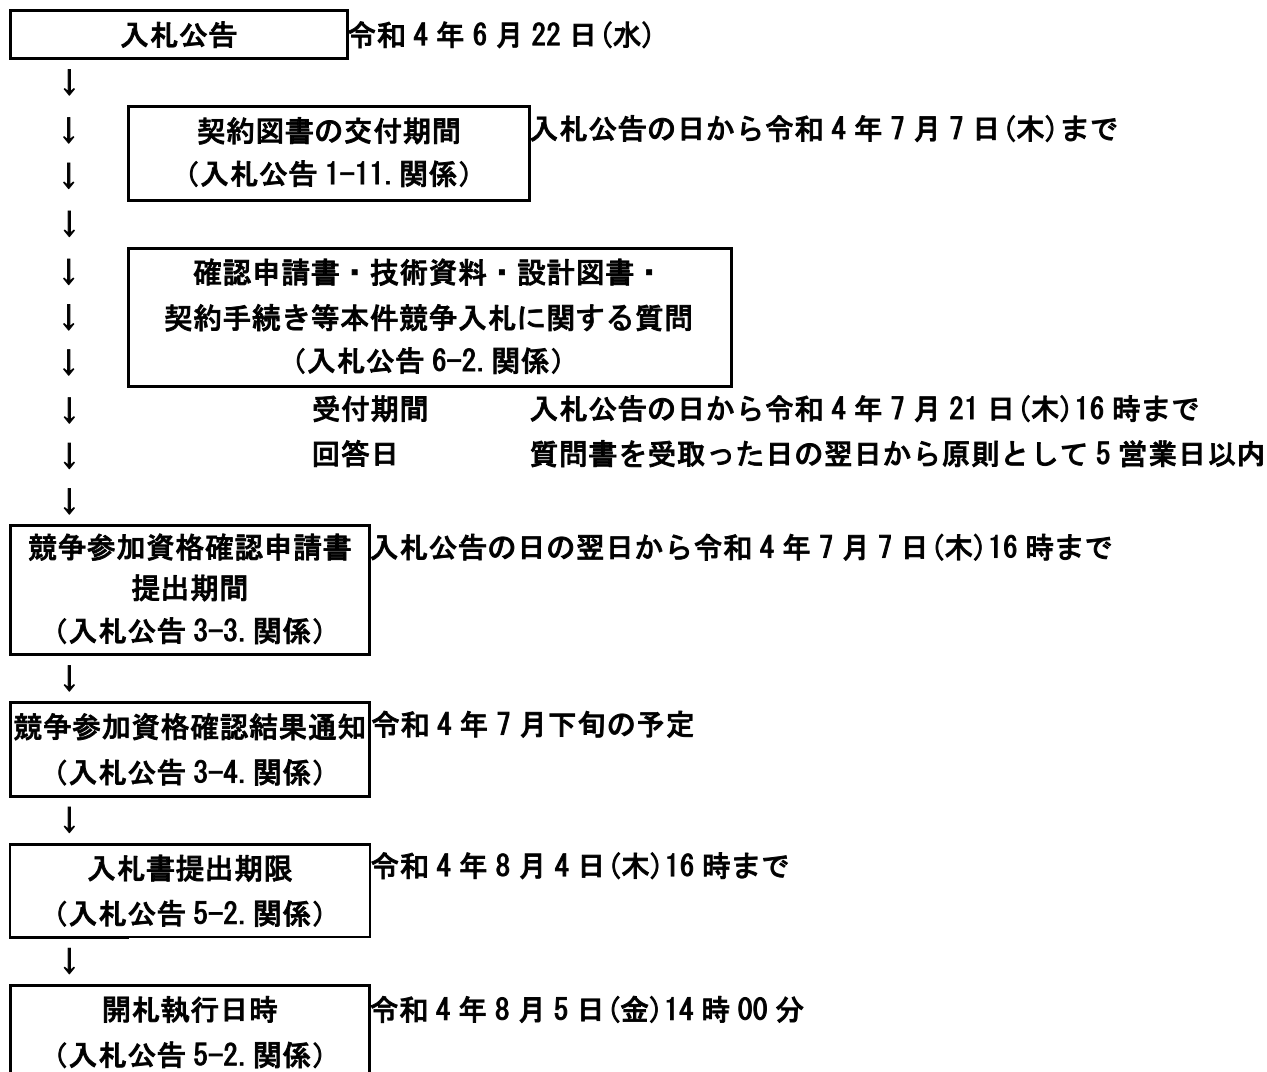 入札公告 令和4年6月22日(水)
↓
↓ 契約図書の交付期間 入札公告の日から令和4年7月7日(木)まで
↓ (入札公告1-11.関係)
↓
↓ 確認申請書・技術資料・設計図書・
↓ 契約手続き等本件競争入札に関する質問
↓ (入札公告6-2.関係)
↓ 受付期間 入札公告の日から令和4年7月21日(木)16時まで
↓ 回答日 質問書を受取った日の翌日から原則として5営業日以内
↓
競争参加資格確認申請書 入札公告の日の翌日から令和4年7月7日(木)16時まで
提出期間
(入札公告3-3.関係)
↓
競争参加資格確認結果通知 令和4年7月下旬の予定
(入札公告3-4.関係)
↓
入札書提出期限 令和4年8月4日(木)16時まで
(入札公告5-2.関係)
↓
開札執行日時 令和4年8月5日(金)14時00分
(入札公告5-2.関係)